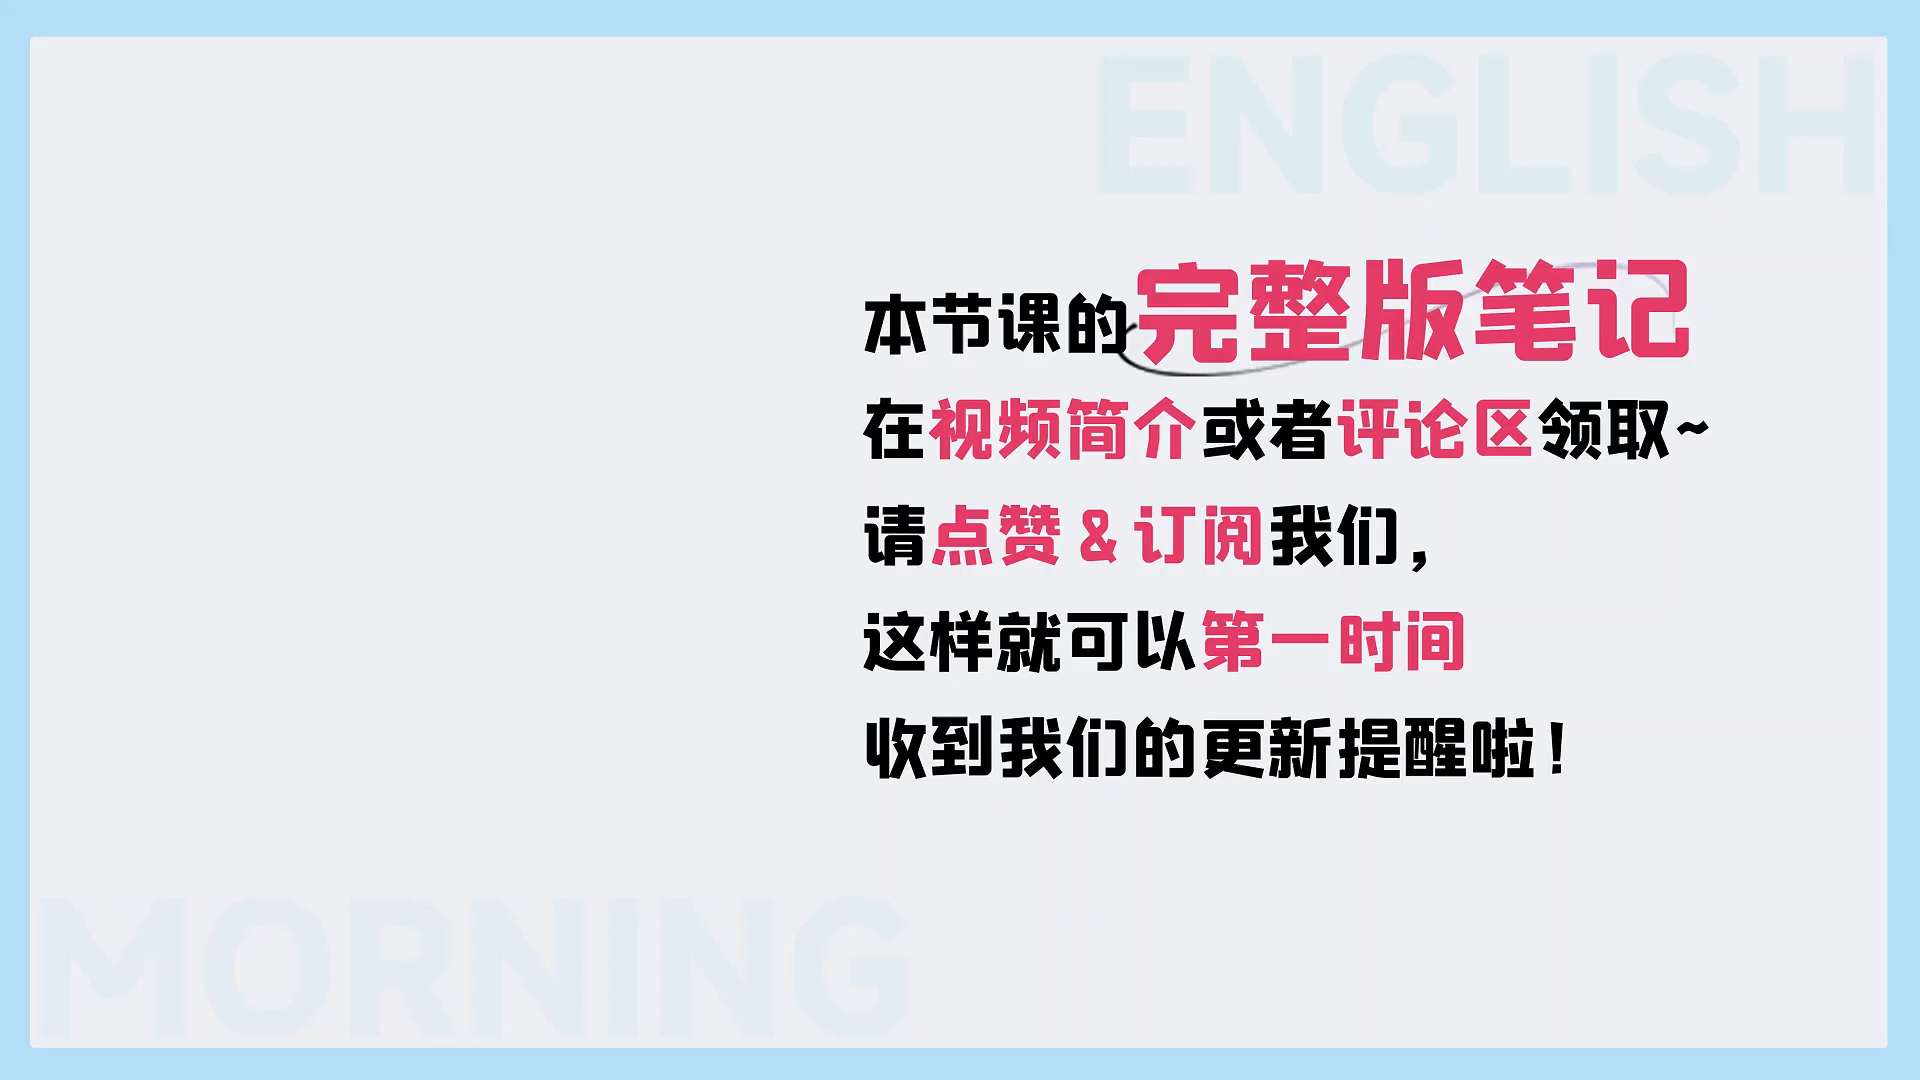 ENGLISH
本节课的完整版笔记
在视频简介或者评论区领取~
请点赞&订阅我们，
这样就可以第一时间
收到我们的更新提醒啦！
MORNING